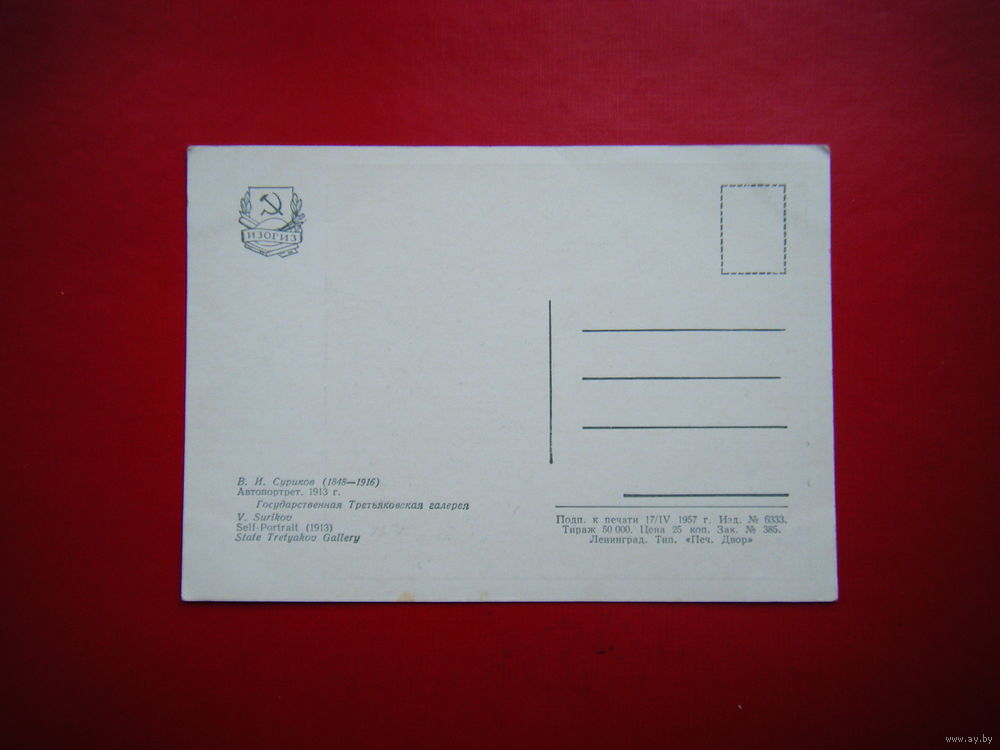 ИЗОГИЗ
В. И. Суриков (1848—1916)
Автопортрет. 1913 г.
Государственная Третьяковская галерея
V. Surikov
Self-Portrait (1913)
State Tretyakov Gallery
Подп. к печати 17/IV 1957 г. Изд. № 6333.
Тираж 50 000. Цена 25 коп. Зак. № 385.
Ленинград. Тип. «Печ. Двор»
www.ay.by